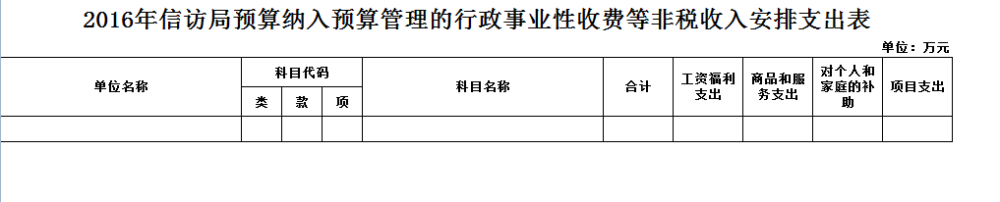 2016年信访局预算纳入预算管理的行政事业性收费等非税收入安排支出表
单位：万元
单位名称
科目代码
类
款
项
科目名称
合计
工资福利
支出
商品和服
务支出
对个人和
家庭的补
助
项目支出